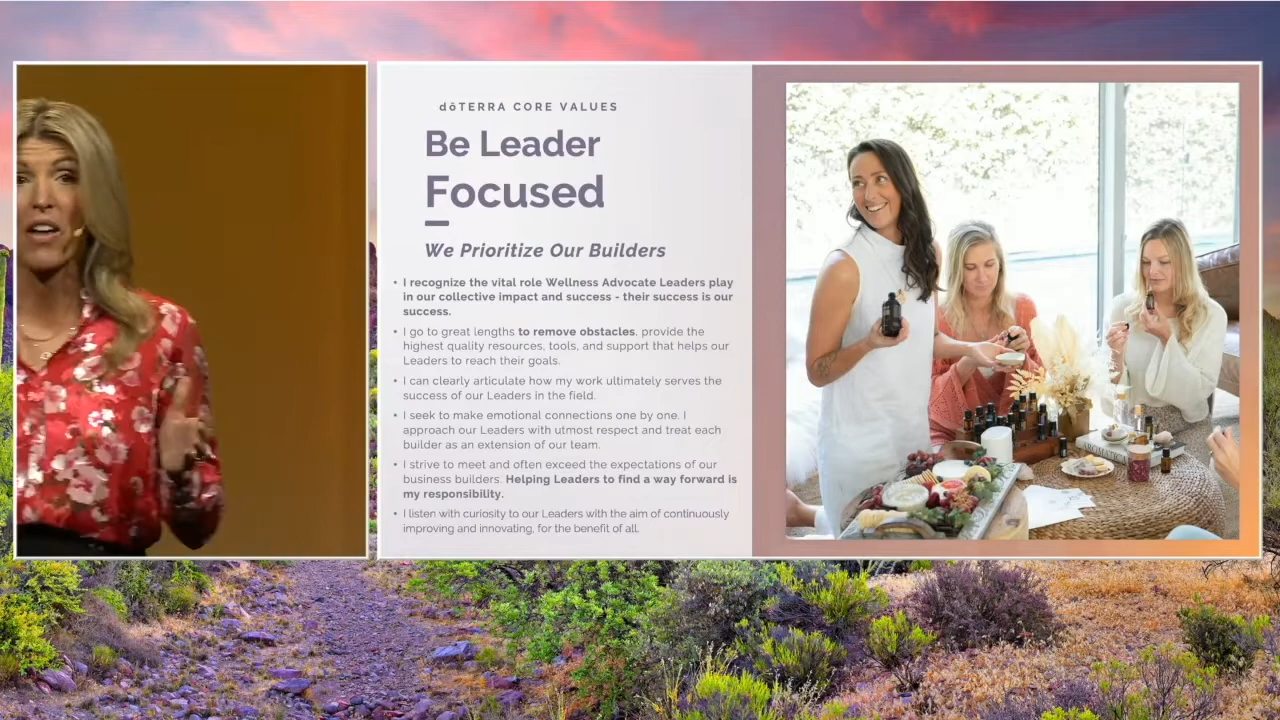 dōTERRA CORE VALUES
Be Leader
Focused
We Prioritize Our Builders
• I recognize the vital role Wellness Advocate Leaders play
in our collective impact and success - their success is our
success.
• I go to great lengths to remove obstacles, provide the
highest quality resources, tools, and support that helps our
Leaders to reach their goals.
• I can clearly articulate how my work ultimately serves the
success of our Leaders in the field.
• I seek to make emotional connections one by one. I
approach our Leaders with utmost respect and treat each
builder as an extension of our team.
• I strive to meet and often exceed the expectations of our
business builders. Helping Leaders to find a way forward is
my responsibility.
• I listen with curiosity to our Leaders with the aim of continuously
improving and innovating, for the benefit of all.